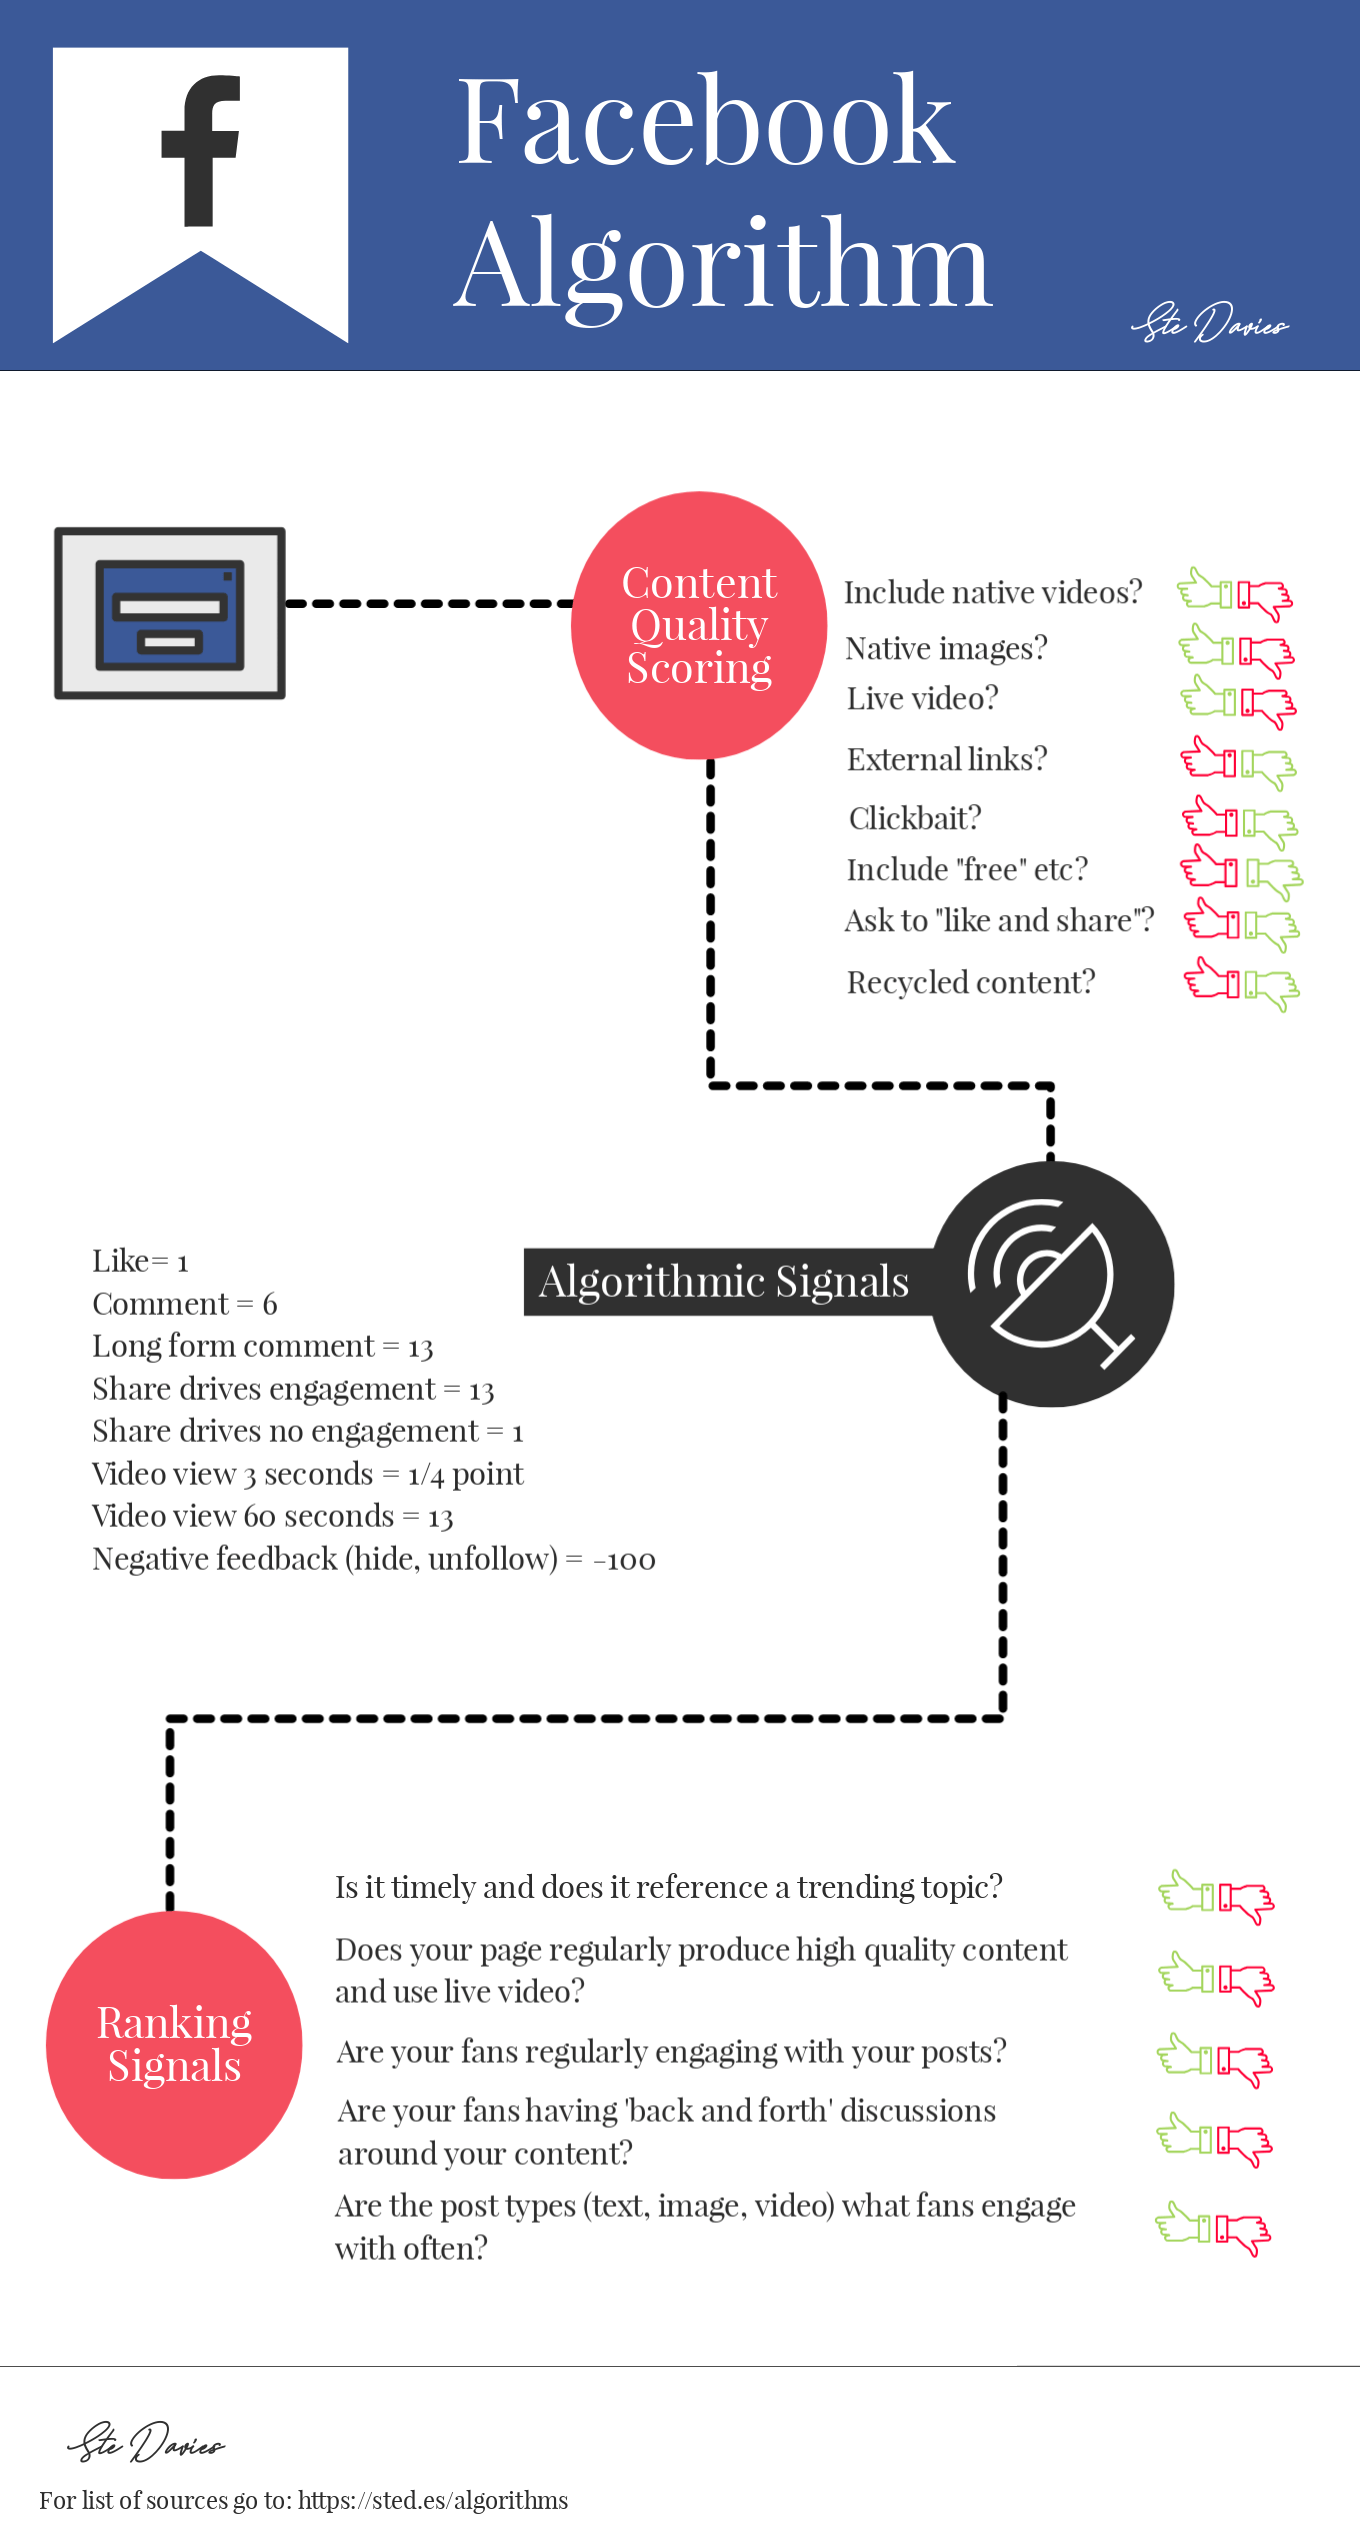 Facebook
Algorithm
Ste Davies
Content
Quality
Scoring
Include native videos?
Native images?
Live video?
External links?
Clickbait?
Include "free" etc?
Ask to "like and share"?
Recycled content?
Algorithmic Signals
Like= 1
Comment = 6
Long form comment = 13
Share drives engagement = 13
Share drives no engagement = 1
Video view 3 seconds = 1/4 point
Video view 60 seconds = 13
Negative feedback (hide, unfollow) = -100
Ranking
Signals
Is it timely and does it reference a trending topic?
Does your page regularly produce high quality content
and use live video?
Are your fans regularly engaging with your posts?
Are your fans having 'back and forth' discussions
around your content?
Are the post types (text, image, video) what fans engage
with often?
Ste Davies
For list of sources go to: https://sted.es/algorithms